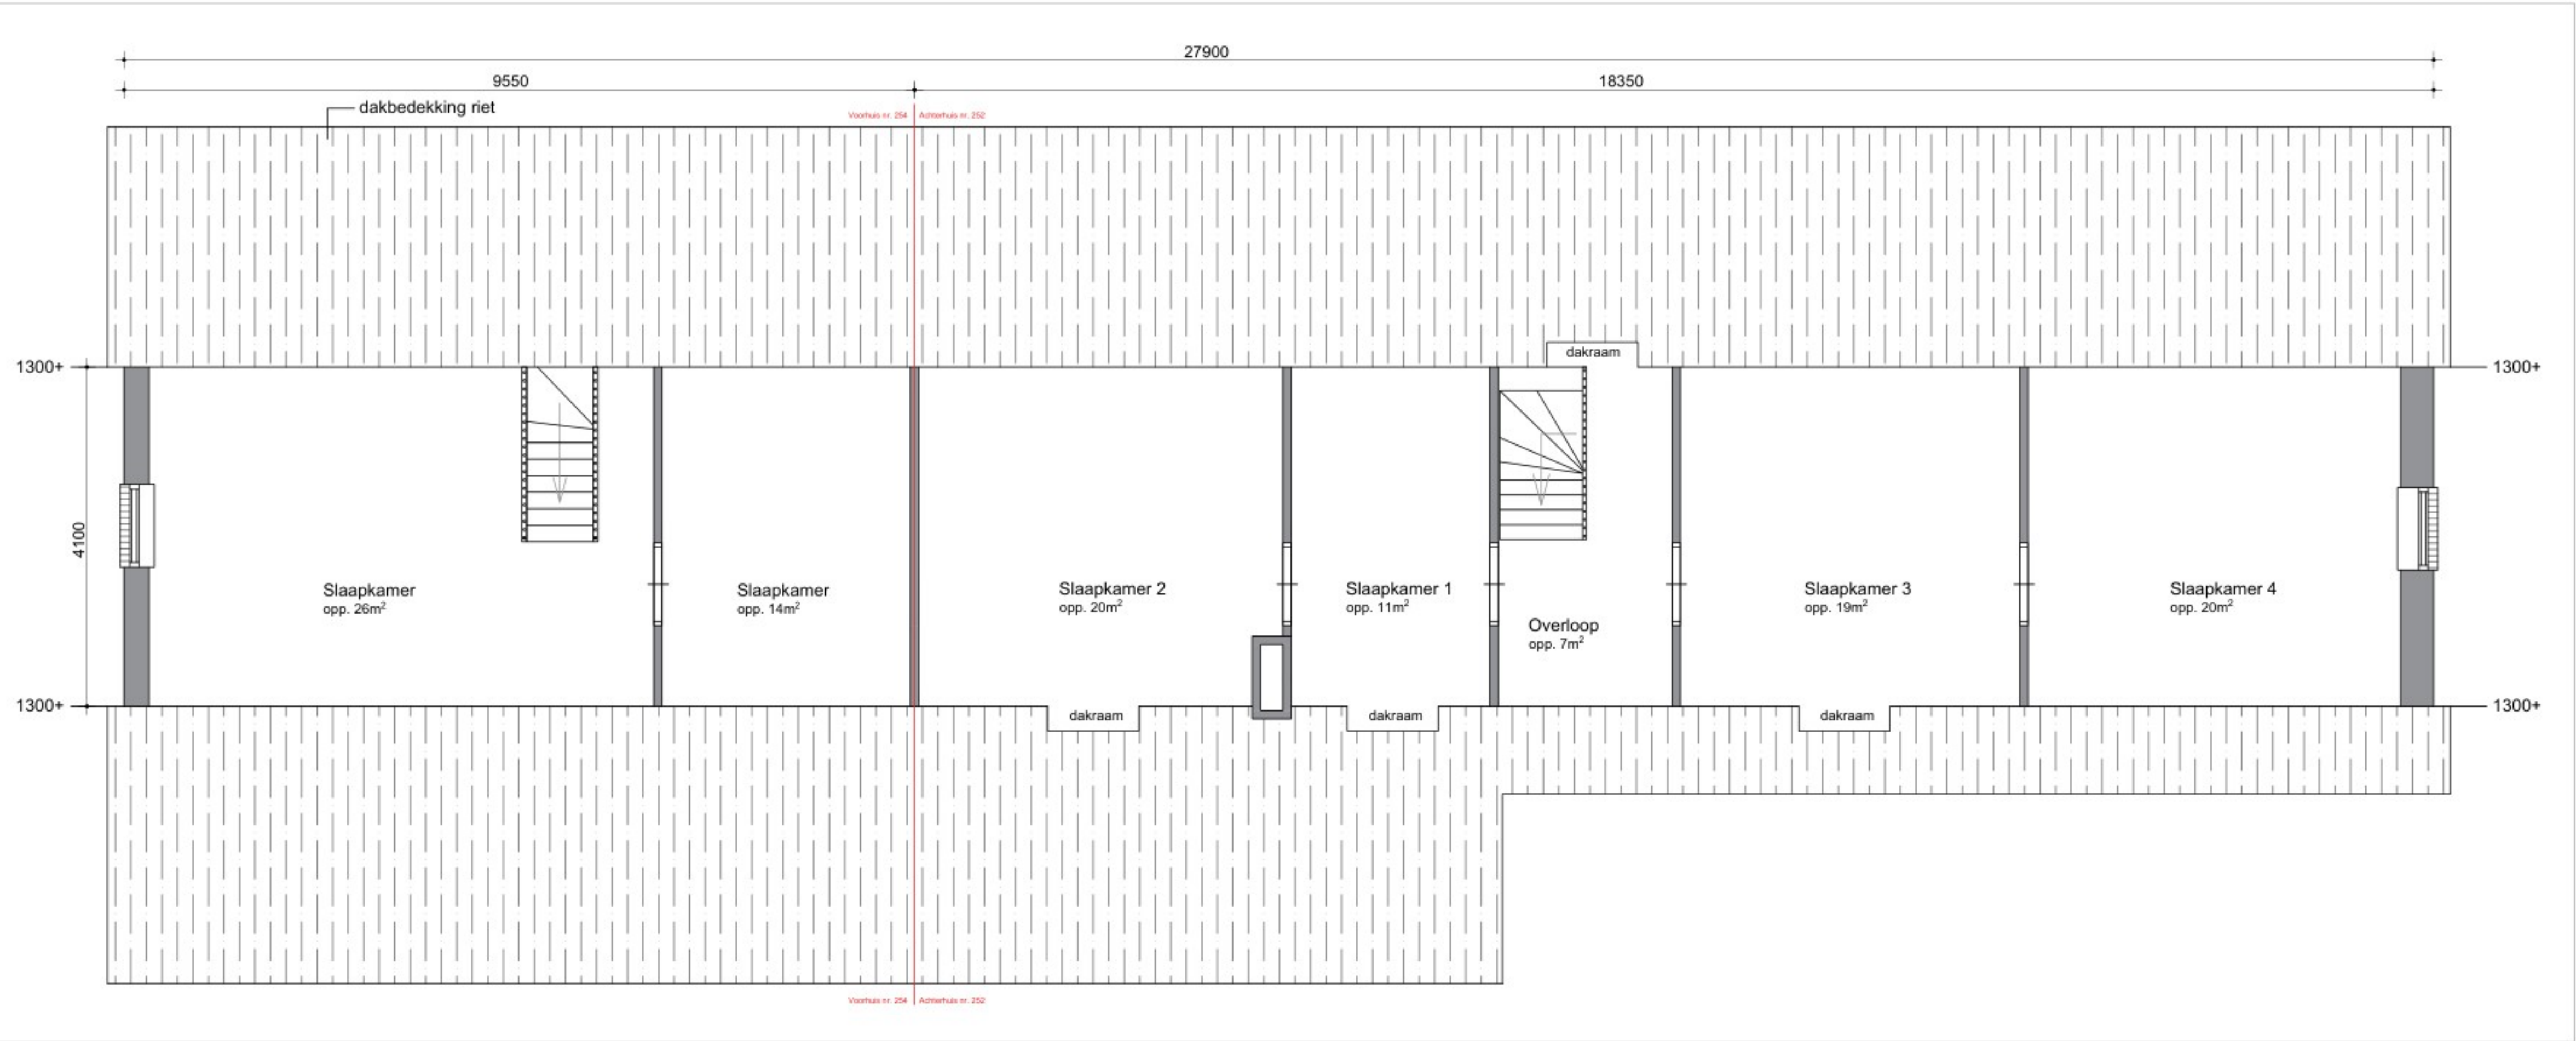 27900
9550
18350
dakbedekking riet
Voorhuis nr. 254
Achterhuis nr. 252
dakraam
1300+
1300+
4100
Slaapkamer
opp. 26m²
Slaapkamer
opp. 14m²
Slaapkamer 2
opp. 20m²
Slaapkamer 1
opp. 11m²
Overloop
opp. 7m²
Slaapkamer 3
opp. 19m²
Slaapkamer 4
opp. 20m²
1300+
1300+
dakraam
dakraam
dakraam
Voorhuis nr. 254
Achterhuis nr. 252